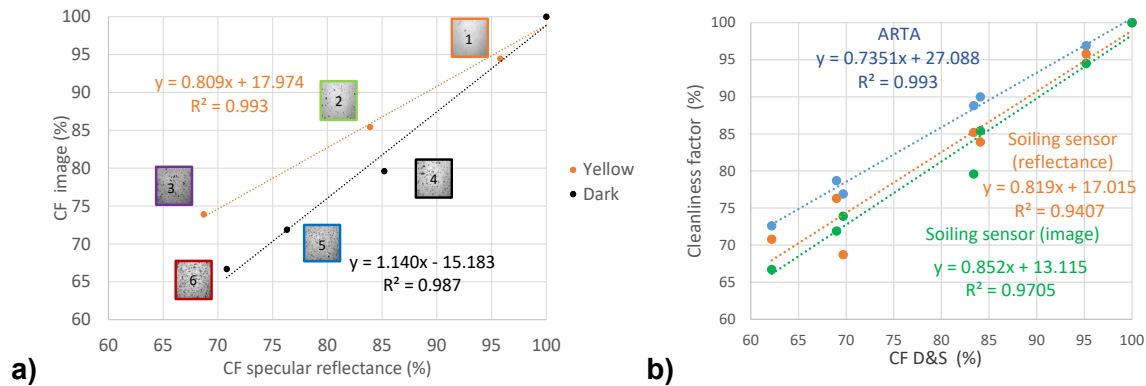 100
95
90
85
80
75
70
65
60
CF image (%)
60 65 70 75 80 85 90 95 100
CF specular reflectance (%)
y = 0.809x + 17.974
R² = 0.993
1
2
3
4
5
6
y = 1.140x - 15.183
R² = 0.987
Yellow
Dark
a)
100
95
90
85
80
75
70
65
60
Cleanliness factor (%)
60 65 70 75 80 85 90 95 100
CF D&S (%)
ARTA
y = 0.7351x + 27.088
R² = 0.993
Soiling sensor
(reflectance)
y = 0.819x + 17.015
R² = 0.9407
Soiling sensor (image)
y = 0.852x + 13.115
R² = 0.9705
b)